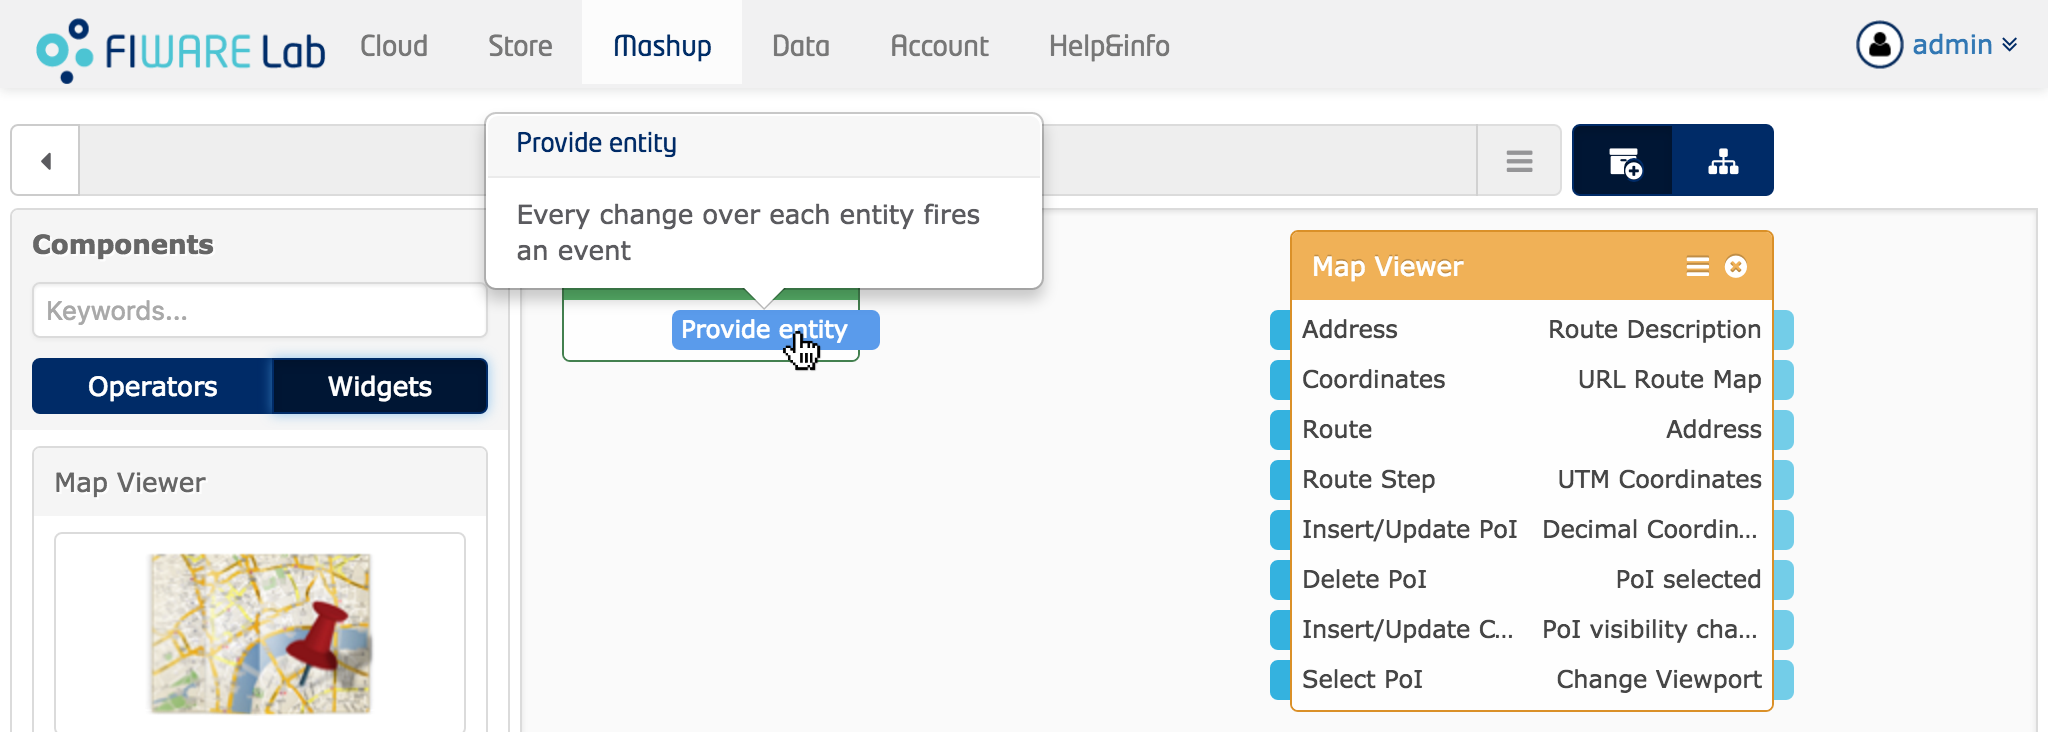 FIWARE Lab Cloud Store Mashup Data Account Help&info admin
Provide entity
Every change over each entity fires
an event
Components
Keywords...
Operators Widgets
Map Viewer
Provide entity
Map Viewer
Address Route Description
Coordinates URL Route Map
Route Address
Route Step UTM Coordinates
Insert/Update PoI Decimal Coordin...
Delete PoI PoI selected
Insert/Update C... PoI visibility cha...
Select PoI Change Viewport